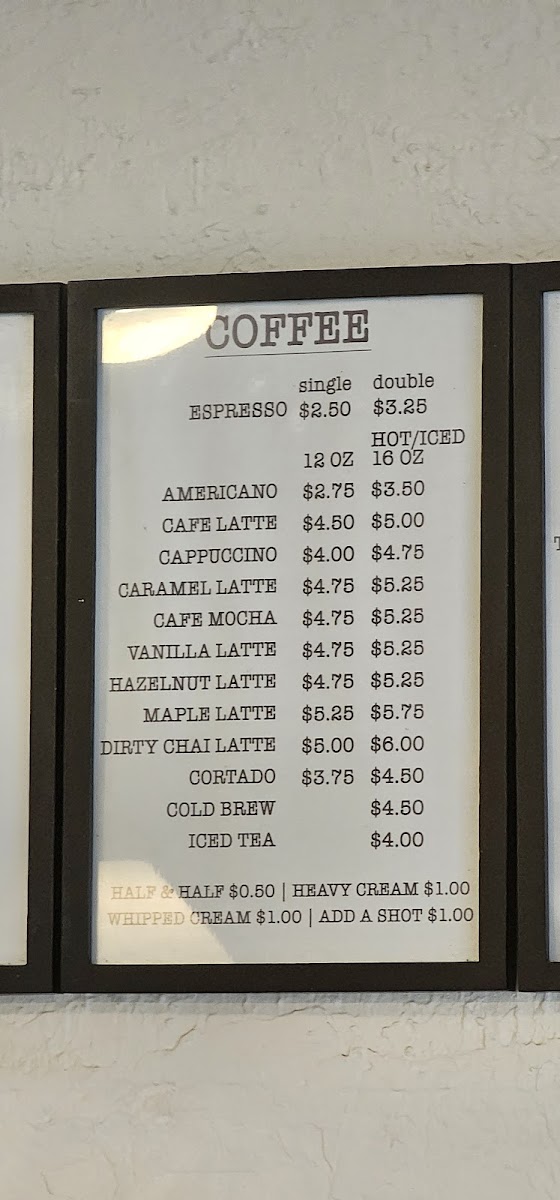 COFFEE
single double
ESPRESSO $2.50 $3.25
HOT/ICED
12 OZ 16 OZ
AMERICANO $2.75 $3.50
CAFE LATTE $4.50 $5.00
CAPPUCCINO $4.00 $4.75
CARAMEL LATTE $4.75 $5.25
CAFE MOCHA $4.75 $5.25
VANILLA LATTE $4.75 $5.25
HAZELNUT LATTE $4.75 $5.25
MAPLE LATTE $5.25 $5.75
DIRTY CHAI LATTE $5.00 $6.00
CORTADO $3.75 $4.50
COLD BREW $4.50
ICED TEA $4.00
HALF & HALF $0.50 | HEAVY CREAM $1.00
WHIPPED CREAM $1.00 | ADD A SHOT $1.00